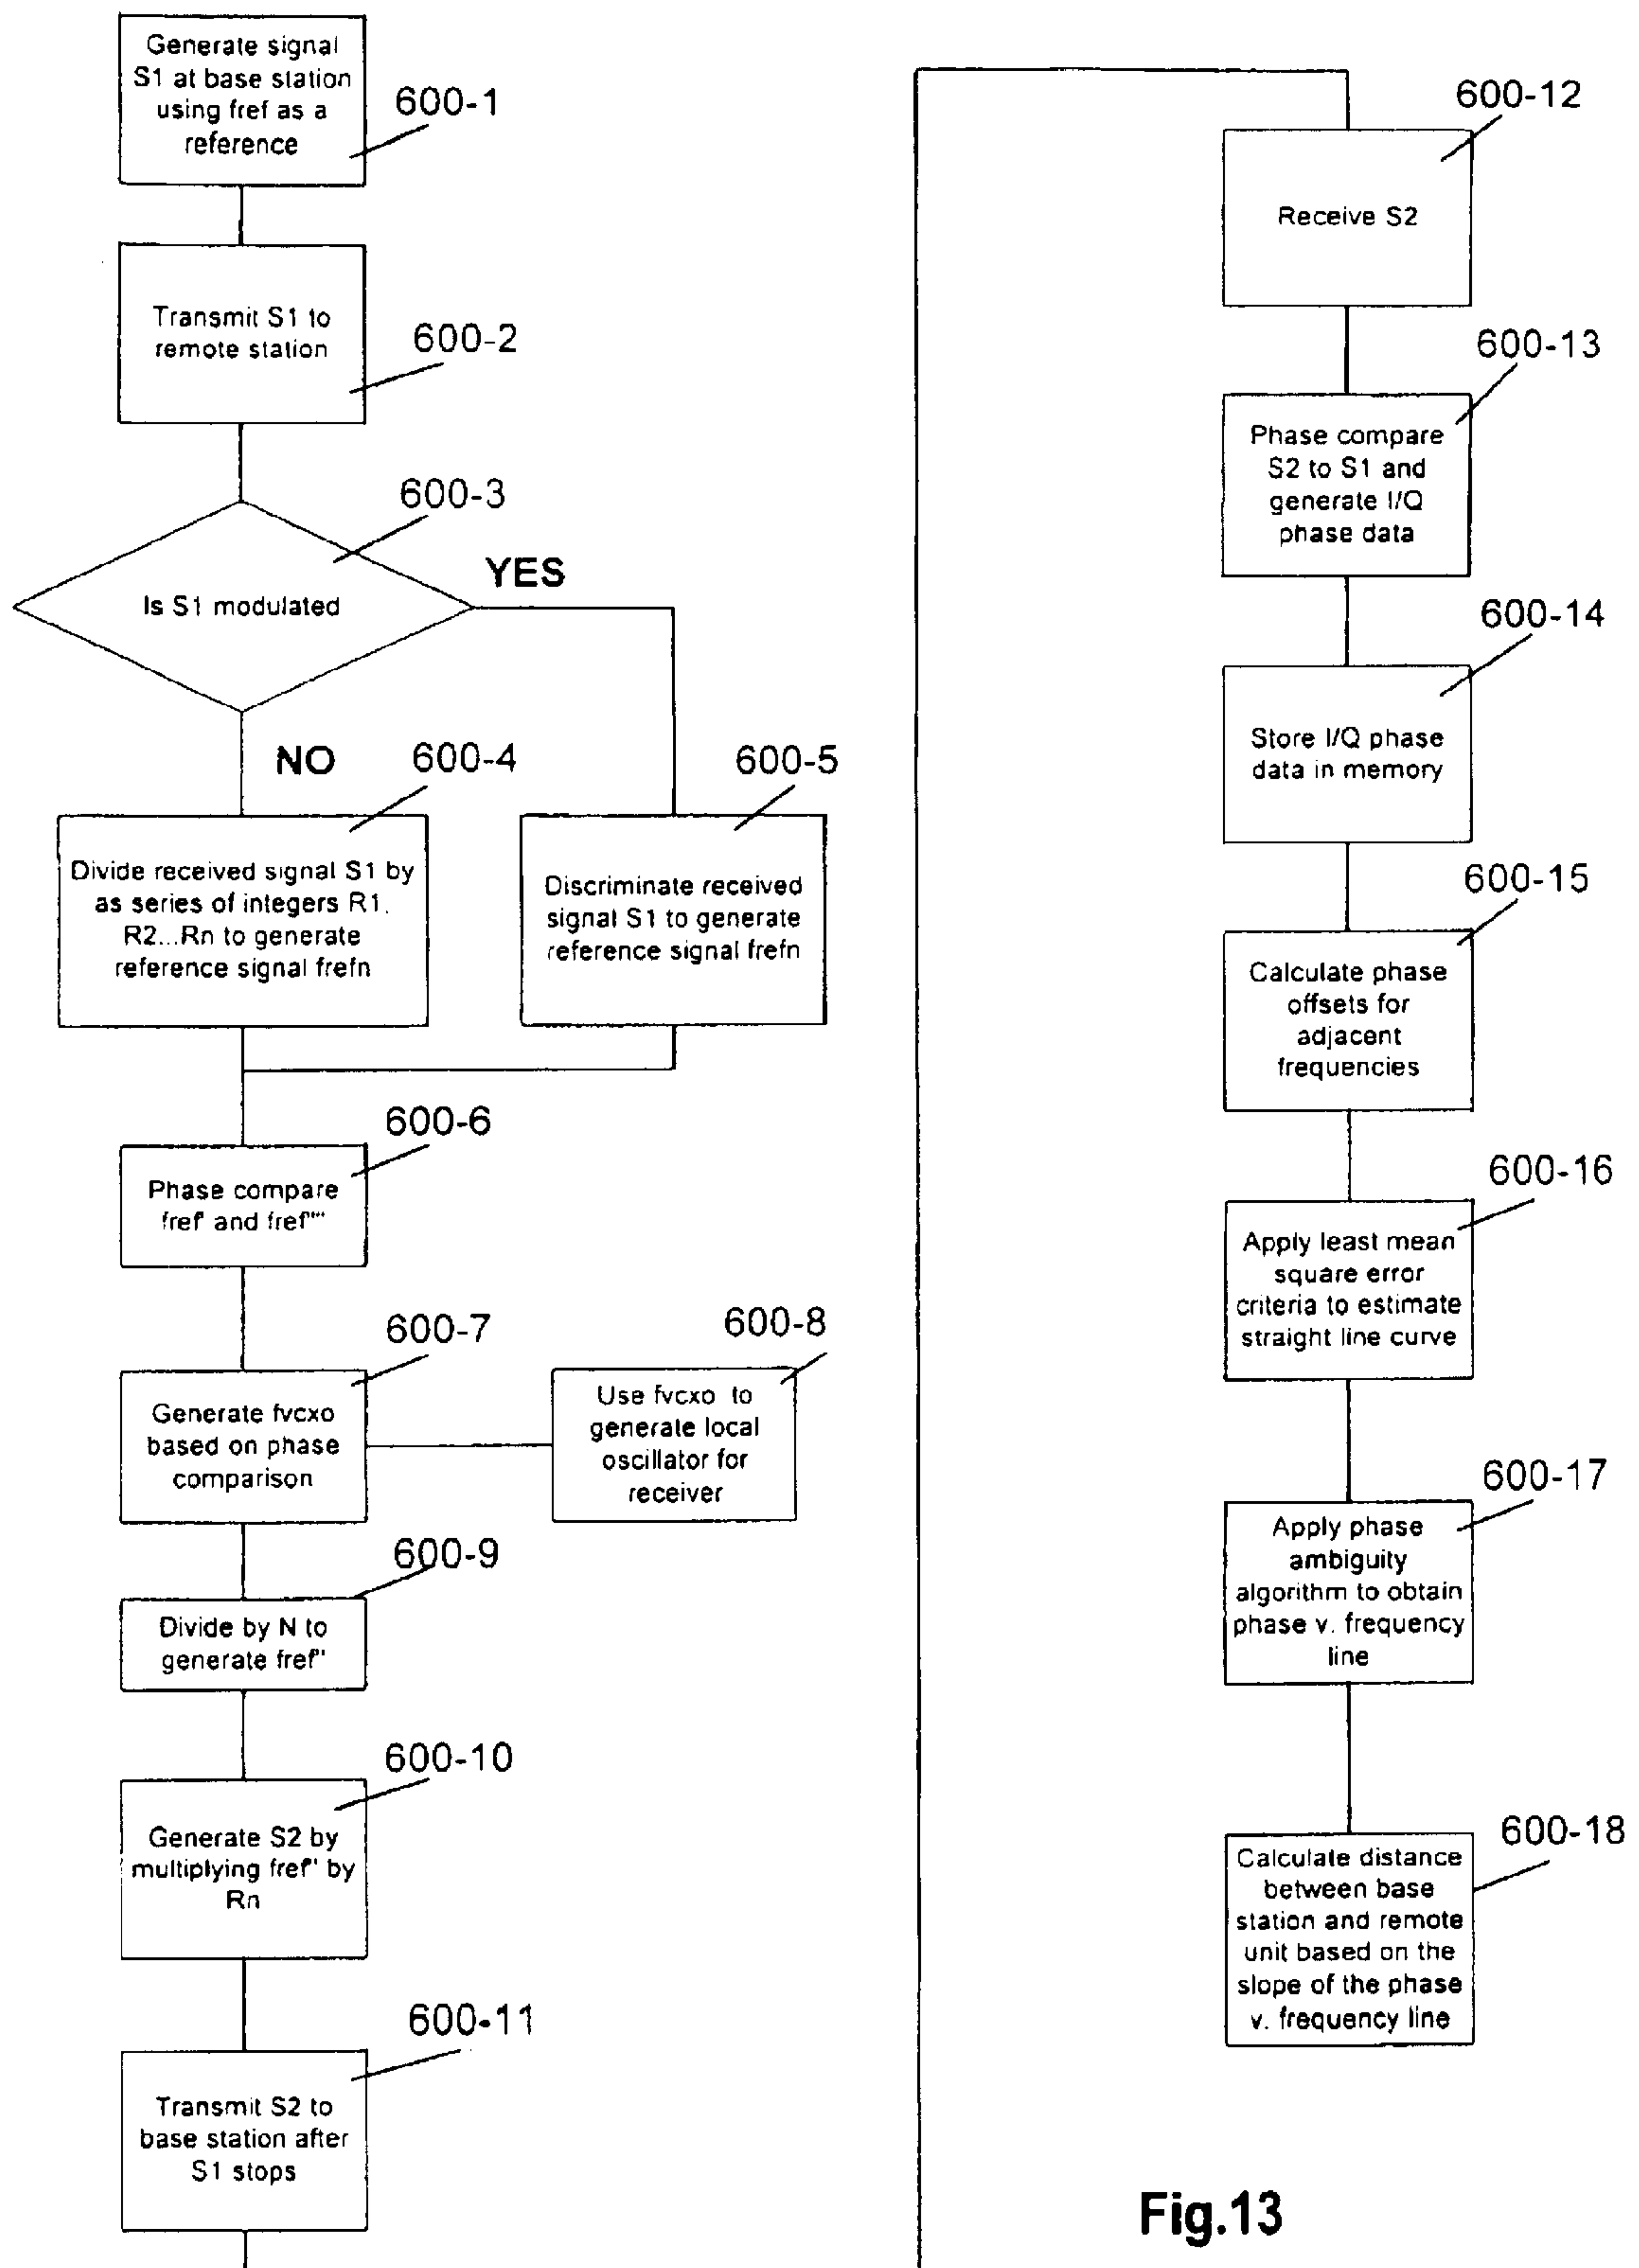 Generate signal
S1 at base station
using fref as a
reference
600-1
Transmit S1 to
remote station
600-2
600-3
Is S1 modulated
YES
NO
600-4
Divide received signal S1 by
as series of integers R1,
R2...Rn to generate
reference signal frefn
600-5
Discriminate received
signal S1 to generate
reference signal frefn
600-6
Phase compare
fref' and fref'''
600-7
Generate fvcxo
based on phase
comparison
600-8
Use fvcxo to
generate local
oscillator for
receiver
600-9
Divide by N to
generate fref"
600-10
Generate S2 by
multiplying fref" by
Rn
600-11
Transmit S2 to
base station after
S1 stops
600-12
Receive S2
600-13
Phase compare
S2 to S1 and
generate I/Q
phase data
600-14
Store I/Q phase
data in memory
600-15
Calculate phase
offsets for
adjacent
frequencies
600-16
Apply least mean
square error
criteria to estimate
straight line curve
600-17
Apply phase
ambiguity
algorithm to obtain
phase v. frequency
line
600-18
Calculate distance
between base
station and remote
unit based on the
slope of the phase
v. frequency line
Fig.13